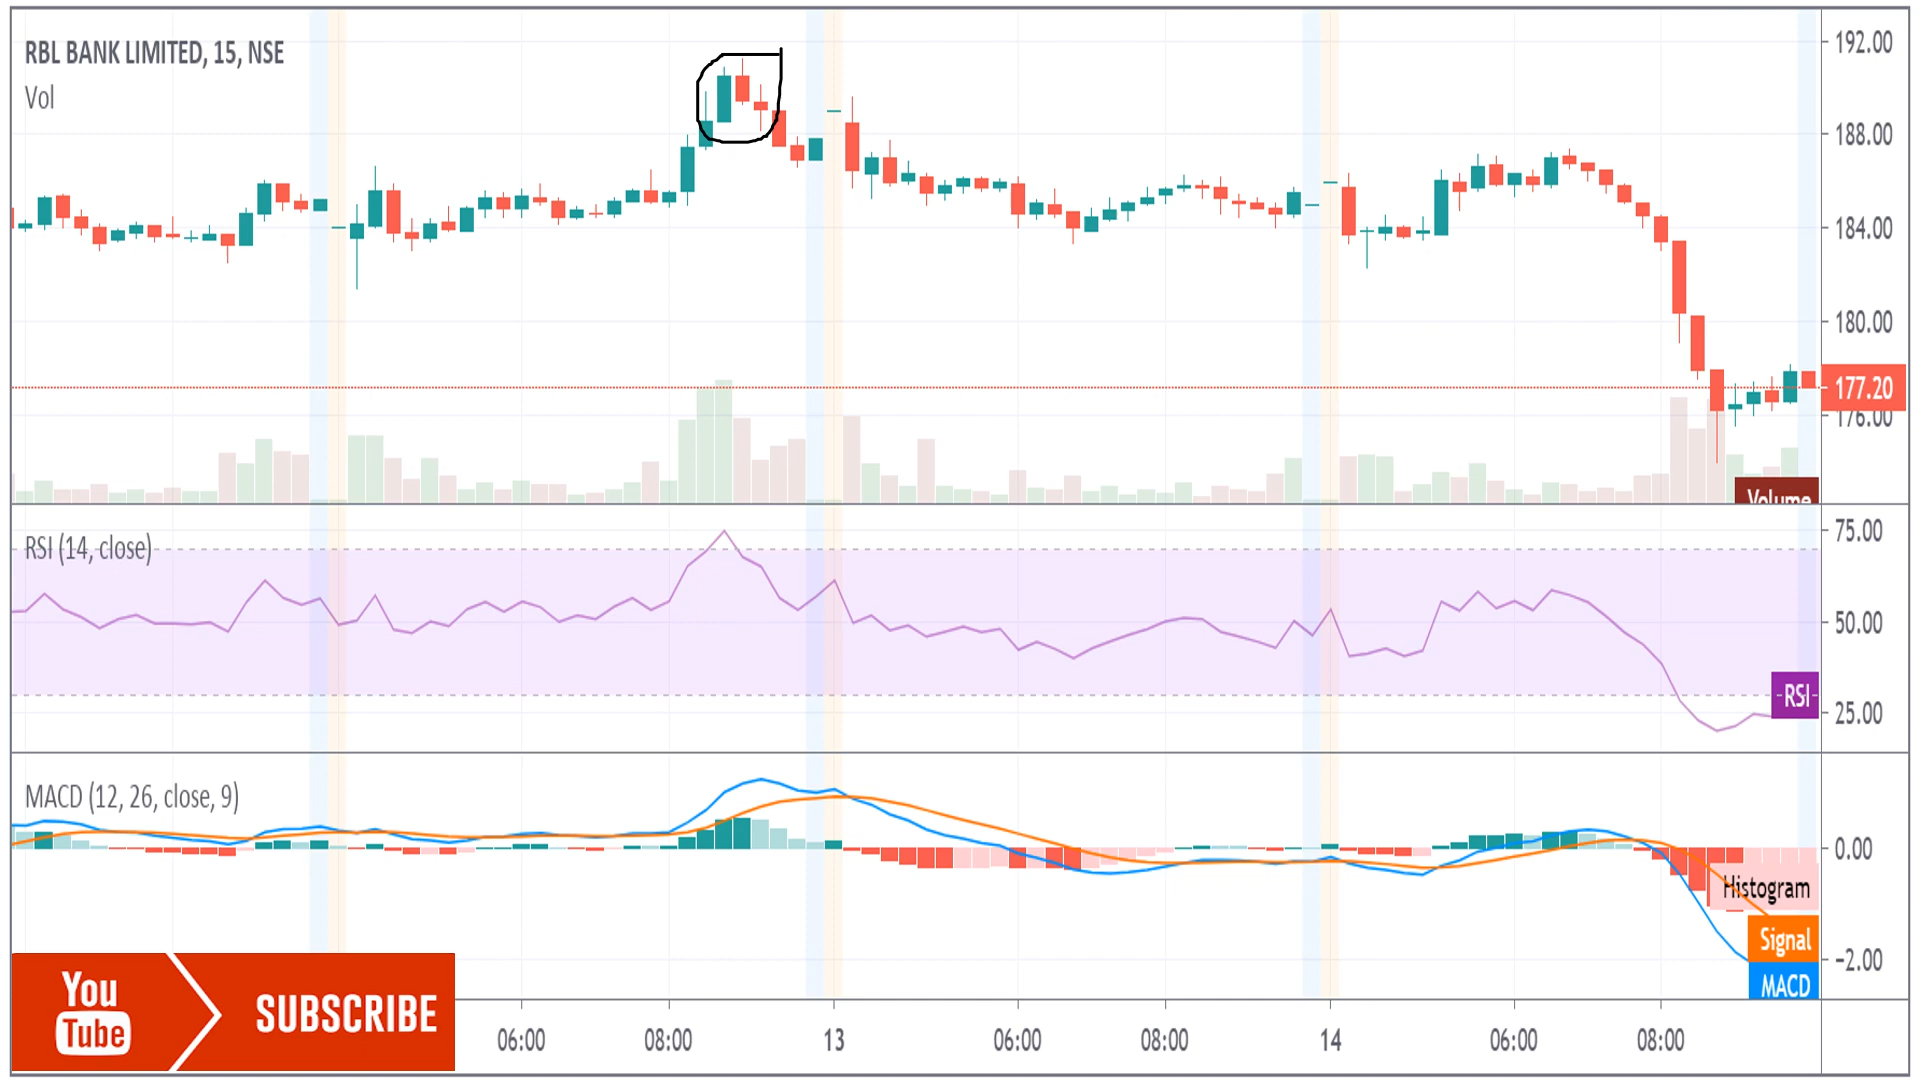 RBL BANK LIMITED, 15, NSE
Vol
192.00
188.00
184.00
180.00
177.20
176.00
Volume
RSI (14, close)
75.00
50.00
RSI
25.00
MACD (12, 26, close, 9)
0.00
Histogram
Signal
-2.00
MACD
You
Tube
SUBSCRIBE
06:00 08:00 13 06:00 08:00 14 06:00 08:00